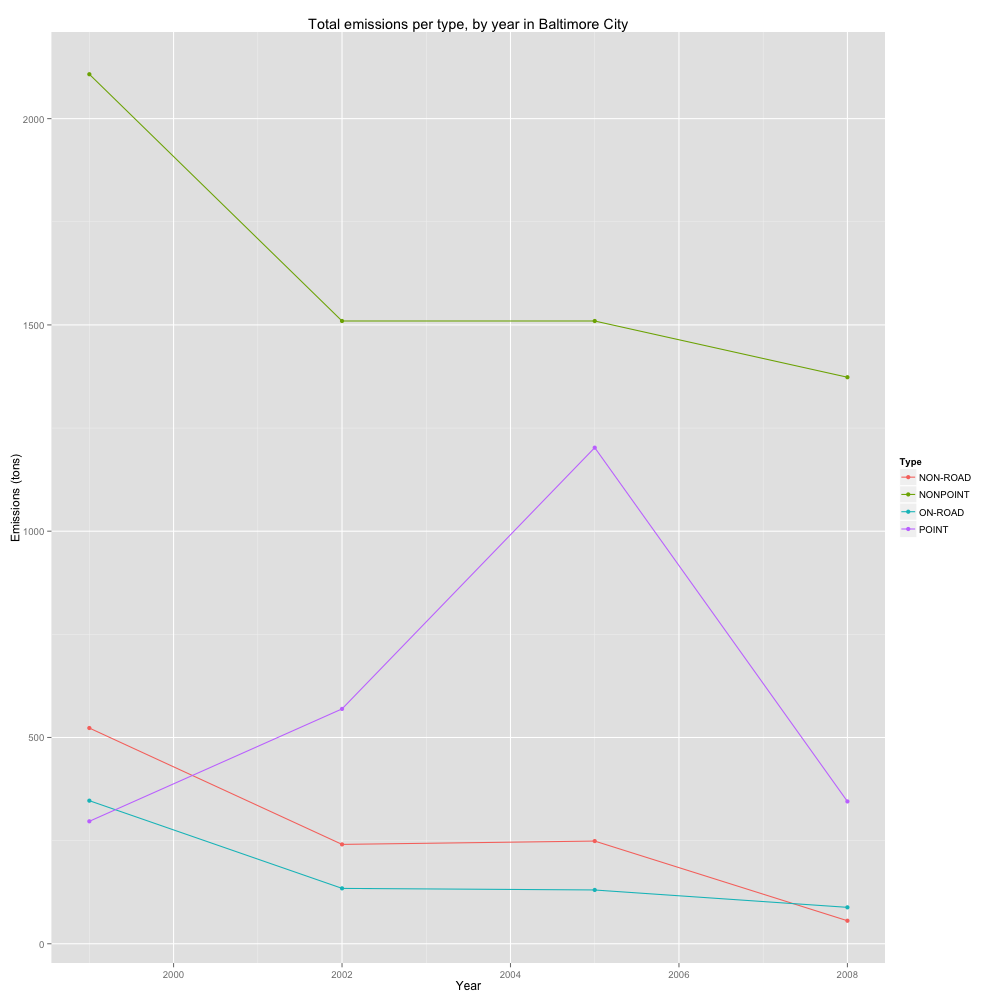 Total emissions per type, by year in Baltimore City
Emissions (tons)
2000
1500
1000
500
0
2000 2002 2004 2006 2008
Year
Type
NON-ROAD
NONPOINT
ON-ROAD
POINT